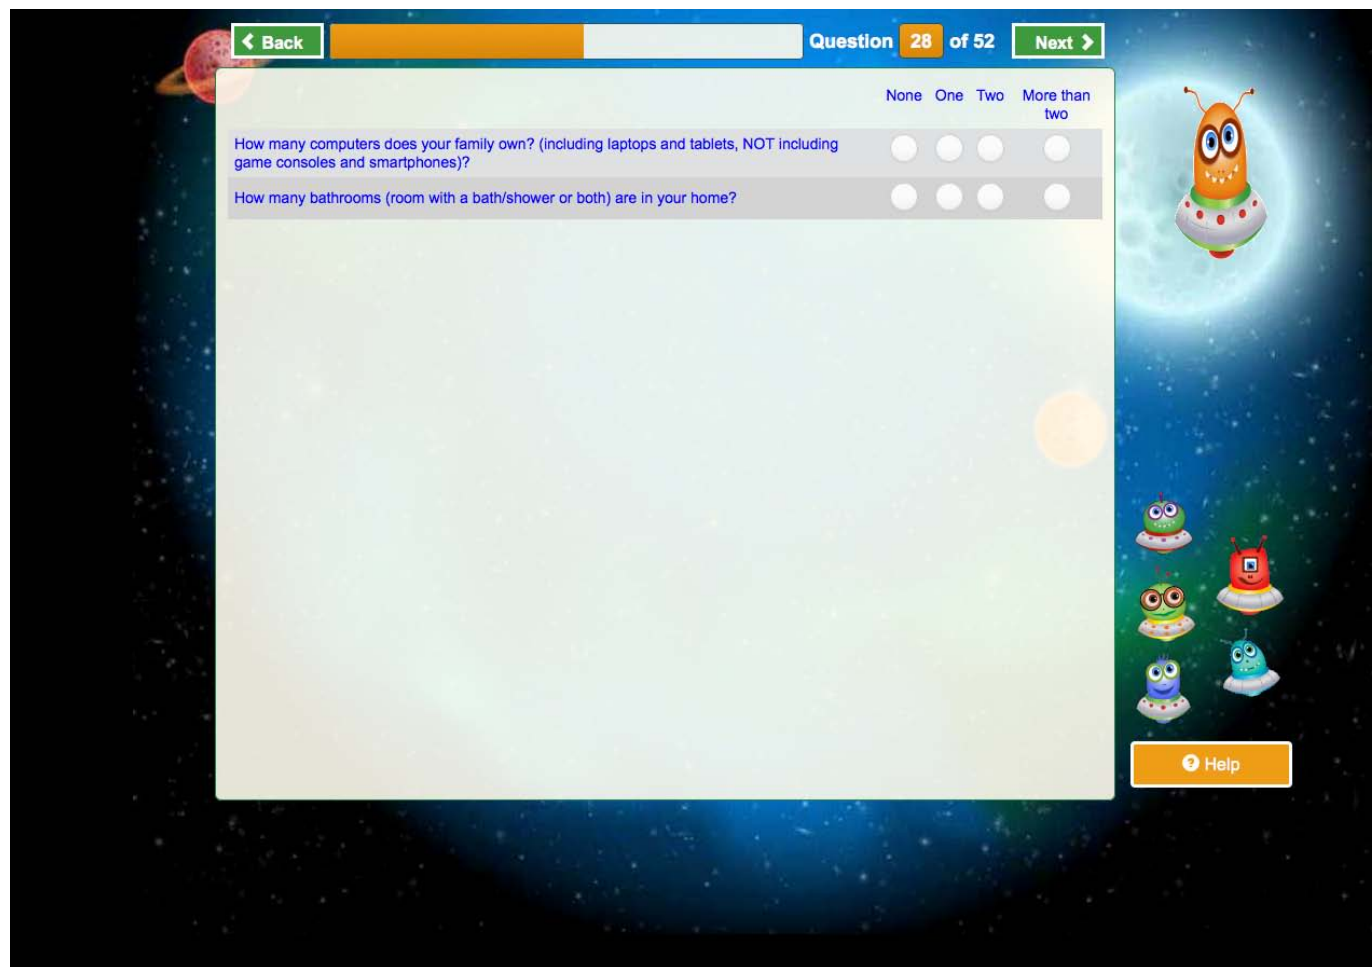 Back
Question 28 of 52
Next
None One Two More than
two
How many computers does your family own? (including laptops and tablets, NOT including
game consoles and smartphones)?
How many bathrooms (room with a bath/shower or both) are in your home?
Help